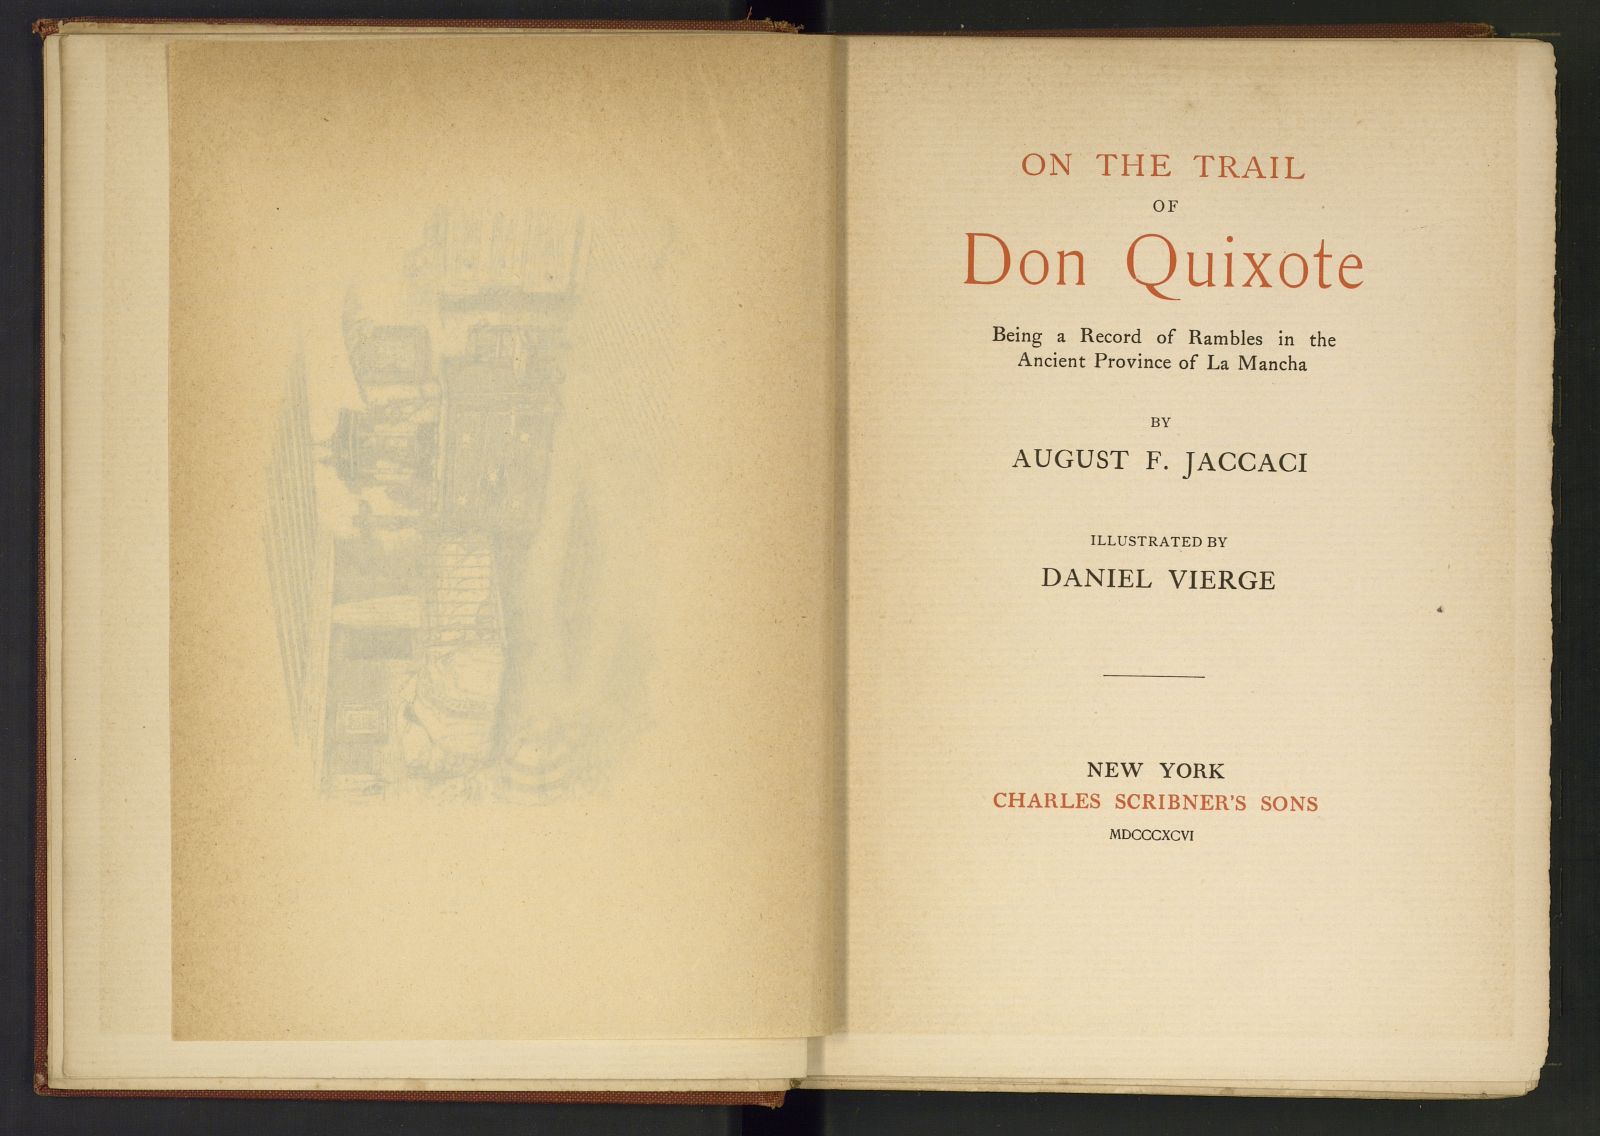 ON THE TRAIL
OF
Don Quixote
Being a Record of Rambles in the
Ancient Province of La Mancha
BY
AUGUST F. JACCACI
ILLUSTRATED BY
DANIEL VIERGE
NEW YORK
CHARLES SCRIBNER'S SONS
MDCCCXCVI